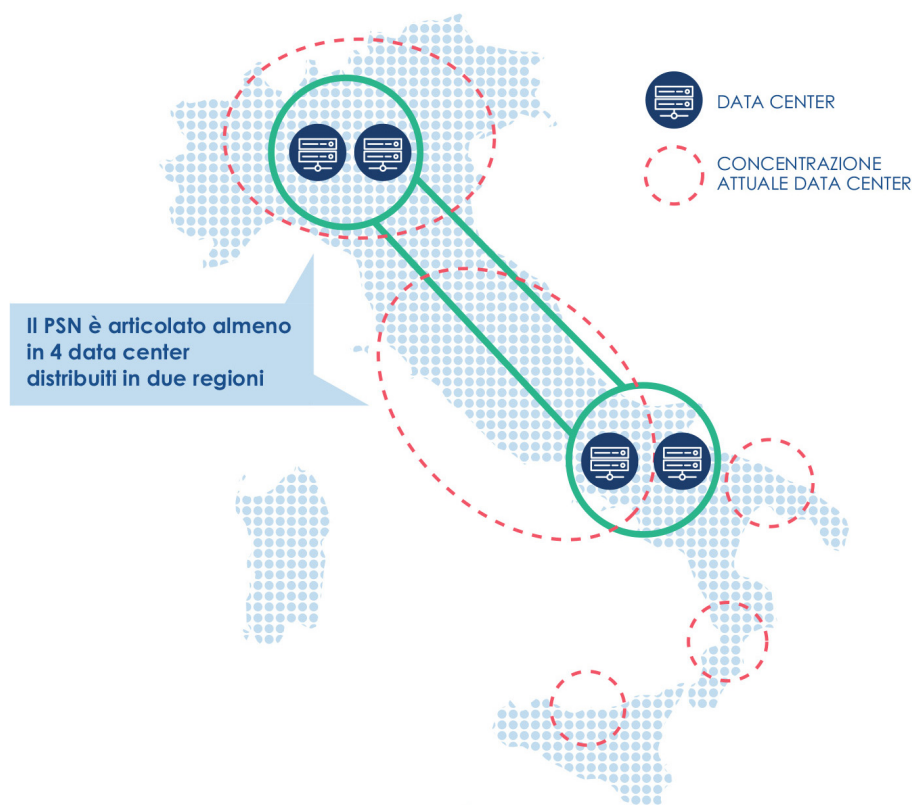 DATA CENTER
CONCENTRAZIONE
ATTUALE DATA CENTER
Il PSN è articolato almeno
in 4 data center
distribuiti in due regioni